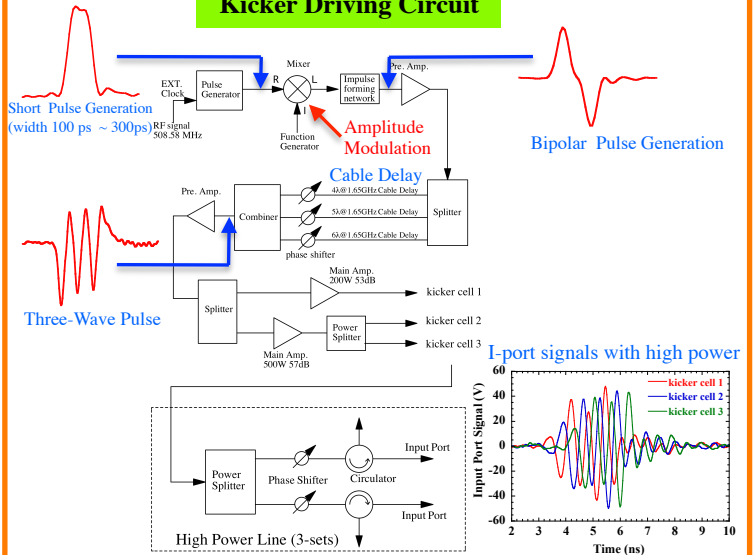 Kicker Driving Circuit
Short Pulse Generation
(width 100 ps ~ 300ps)
EXT.
Clock
RF signal
508.58 MHz
Pulse
Generator
R
Mixer
L
I
Function
Generator
Impulse
forming
network
Pre. Amp.
Amplitude
Modulation
Bipolar Pulse Generation
Cable Delay
4λ@1.65GHz Cable Delay
5λ@1.65GHz Cable Delay
6λ@1.65GHz Cable Delay
phase shifter
Splitter
Combiner
Pre. Amp.
Three-Wave Pulse
Splitter
Main Amp.
200W 53dB
kicker cell 1
Main Amp.
500W 57dB
Power
Splitter
kicker cell 2
kicker cell 3
Power
Splitter
Phase Shifter
Circulator
Input Port
Input Port
High Power Line (3-sets)
I-port signals with high power
Input Port Signal (V)
60
40
20
0
-20
-40
-60
kicker cell 1
kicker cell 2
kicker cell 3
2 3 4 5 6 7 8 9 10
Time (ns)